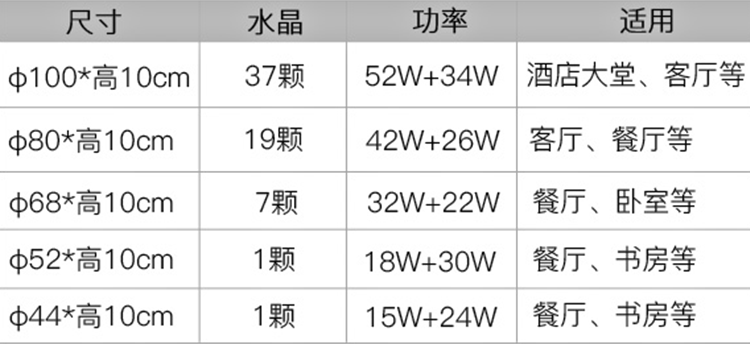 尺寸 水晶 功率 适用
φ100*高10cm 37颗 52W+34W 酒店大堂、客厅等
φ80*高10cm 19颗 42W+26W 客厅、餐厅等
φ68*高10cm 7颗 32W+22W 餐厅、卧室等
φ52*高10cm 1颗 18W+30W 餐厅、书房等
φ44*高10cm 1颗 15W+24W 餐厅、书房等